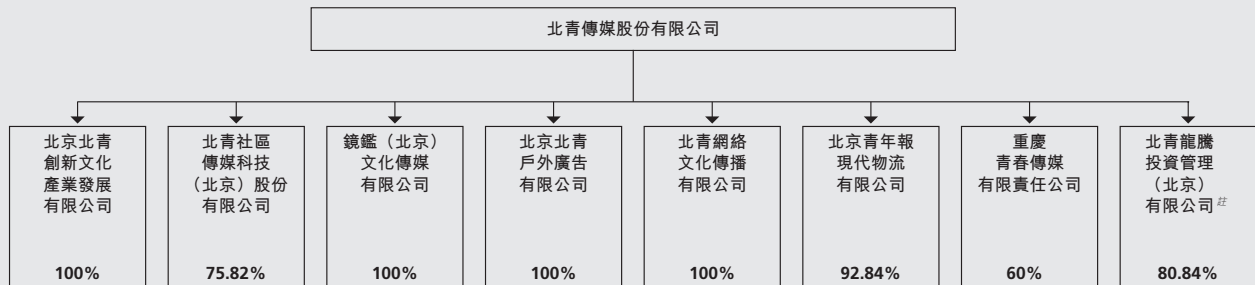 北青傳媒股份有限公司
北京北青
創新文化
產業發展
有限公司
100%
北青社區
傳媒科技
（北京）股份
有限公司
75.82%
鏡鑑（北京）
文化傳媒
有限公司
100%
北京北青
戶外廣告
有限公司
100%
北青網絡
文化傳播
有限公司
100%
北京青年報
現代物流
有限公司
92.84%
重慶
青春傳媒
有限責任公司
60%
北青龍騰
投資管理
（北京）
有限公司註
80.84%